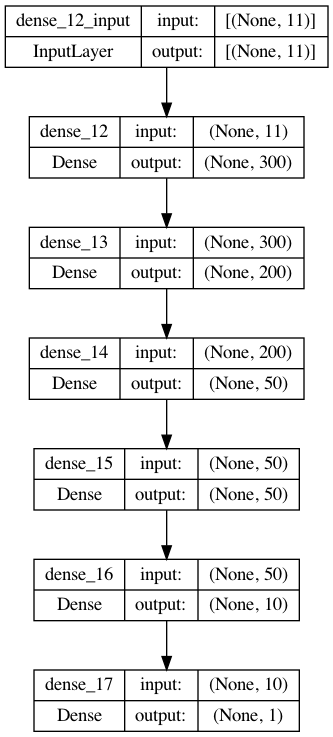 dense_12_input input: [(None, 11)]
InputLayer output: [(None, 11)]
dense_12 input: (None, 11)
Dense output: (None, 300)
dense_13 input: (None, 300)
Dense output: (None, 200)
dense_14 input: (None, 200)
Dense output: (None, 50)
dense_15 input: (None, 50)
Dense output: (None, 50)
dense_16 input: (None, 50)
Dense output: (None, 10)
dense_17 input: (None, 10)
Dense output: (None, 1)